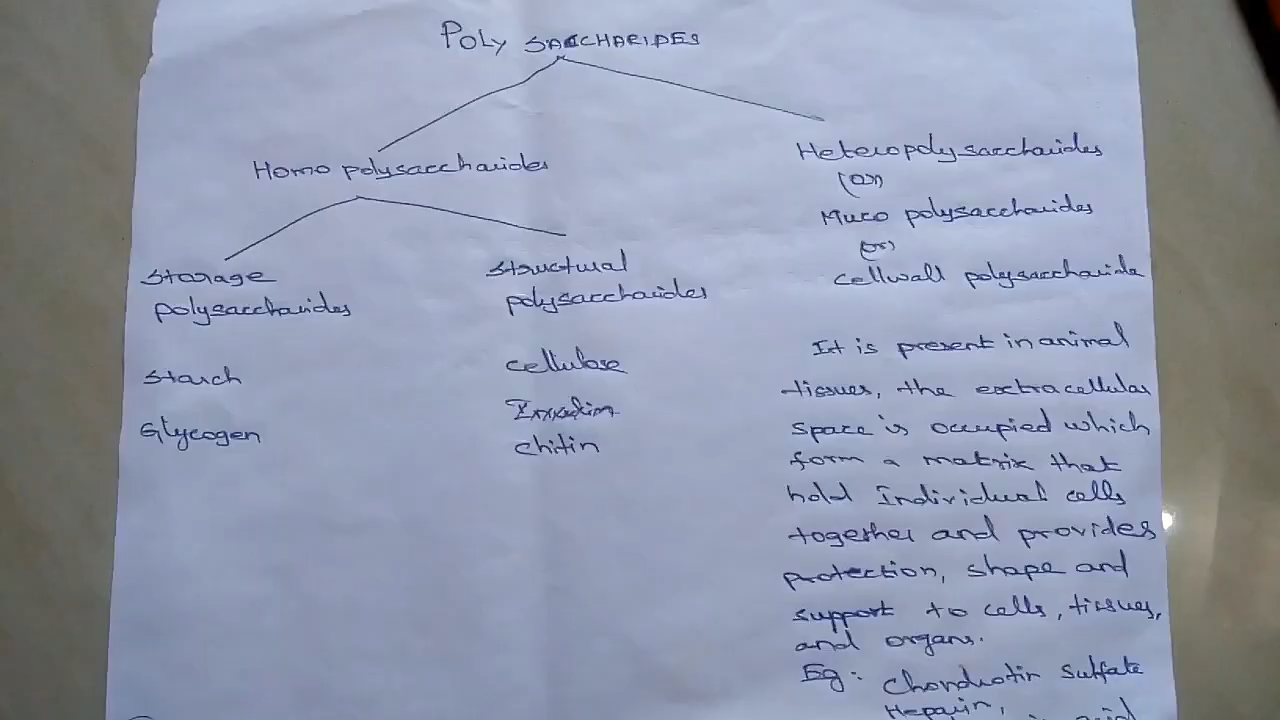 Poly SACCHARIDES
Homo polysaccharides
Heteropolysaccharides
(or)
Muco polysaccharides
(or)
cellwall polysaccharide
Storage
polysaccharides
Structural
polysaccharides
Starch
Glycogen
cellulose
chitin
It is present in animal
tissues, the extracellular
space is occupied which
form a matrix that
hold Individual cells
together and provides
protection, shape and
support to cells, tissues,
and organs.
Eg: Chondrotin Sulfate
Heparin,
acid